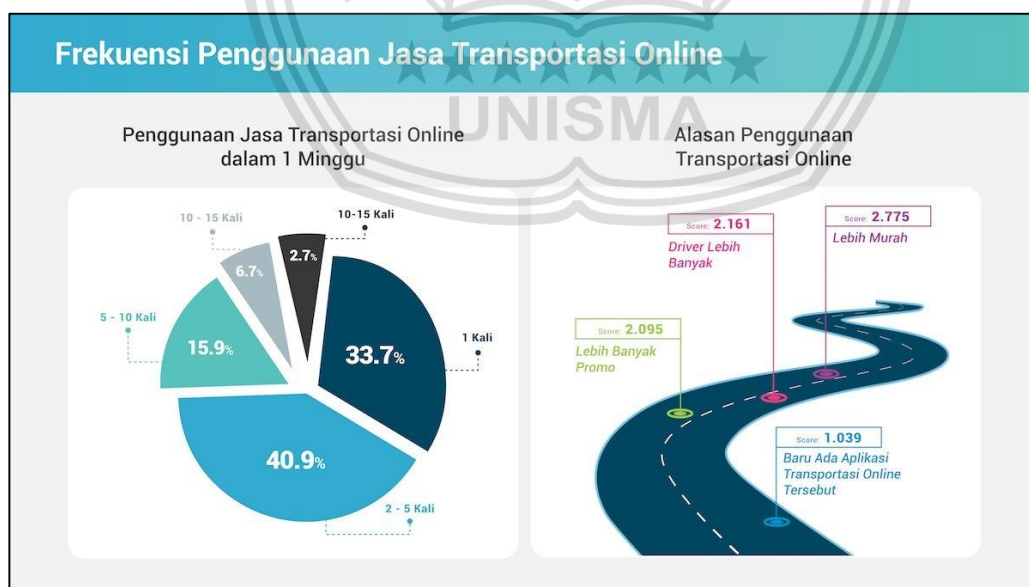 Frekuensi Penggunaan Jasa Transportasi Online
UNISMA
Penggunaan Jasa Transportasi Online
dalam 1 Minggu
10 - 15 Kali
10-15 Kali
6.7%
2.7%
5 - 10 Kali
15.9%
1 Kali
33.7%
40.9%
2 - 5 Kali
Alasan Penggunaan
Transportasi Online
Score: 2.775
Lebih Murah
Score: 2.161
Driver Lebih
Banyak
Score: 2.095
Lebih Banyak
Promo
Score: 1.039
Baru Ada Aplikasi
Transportasi Online
Tersebut